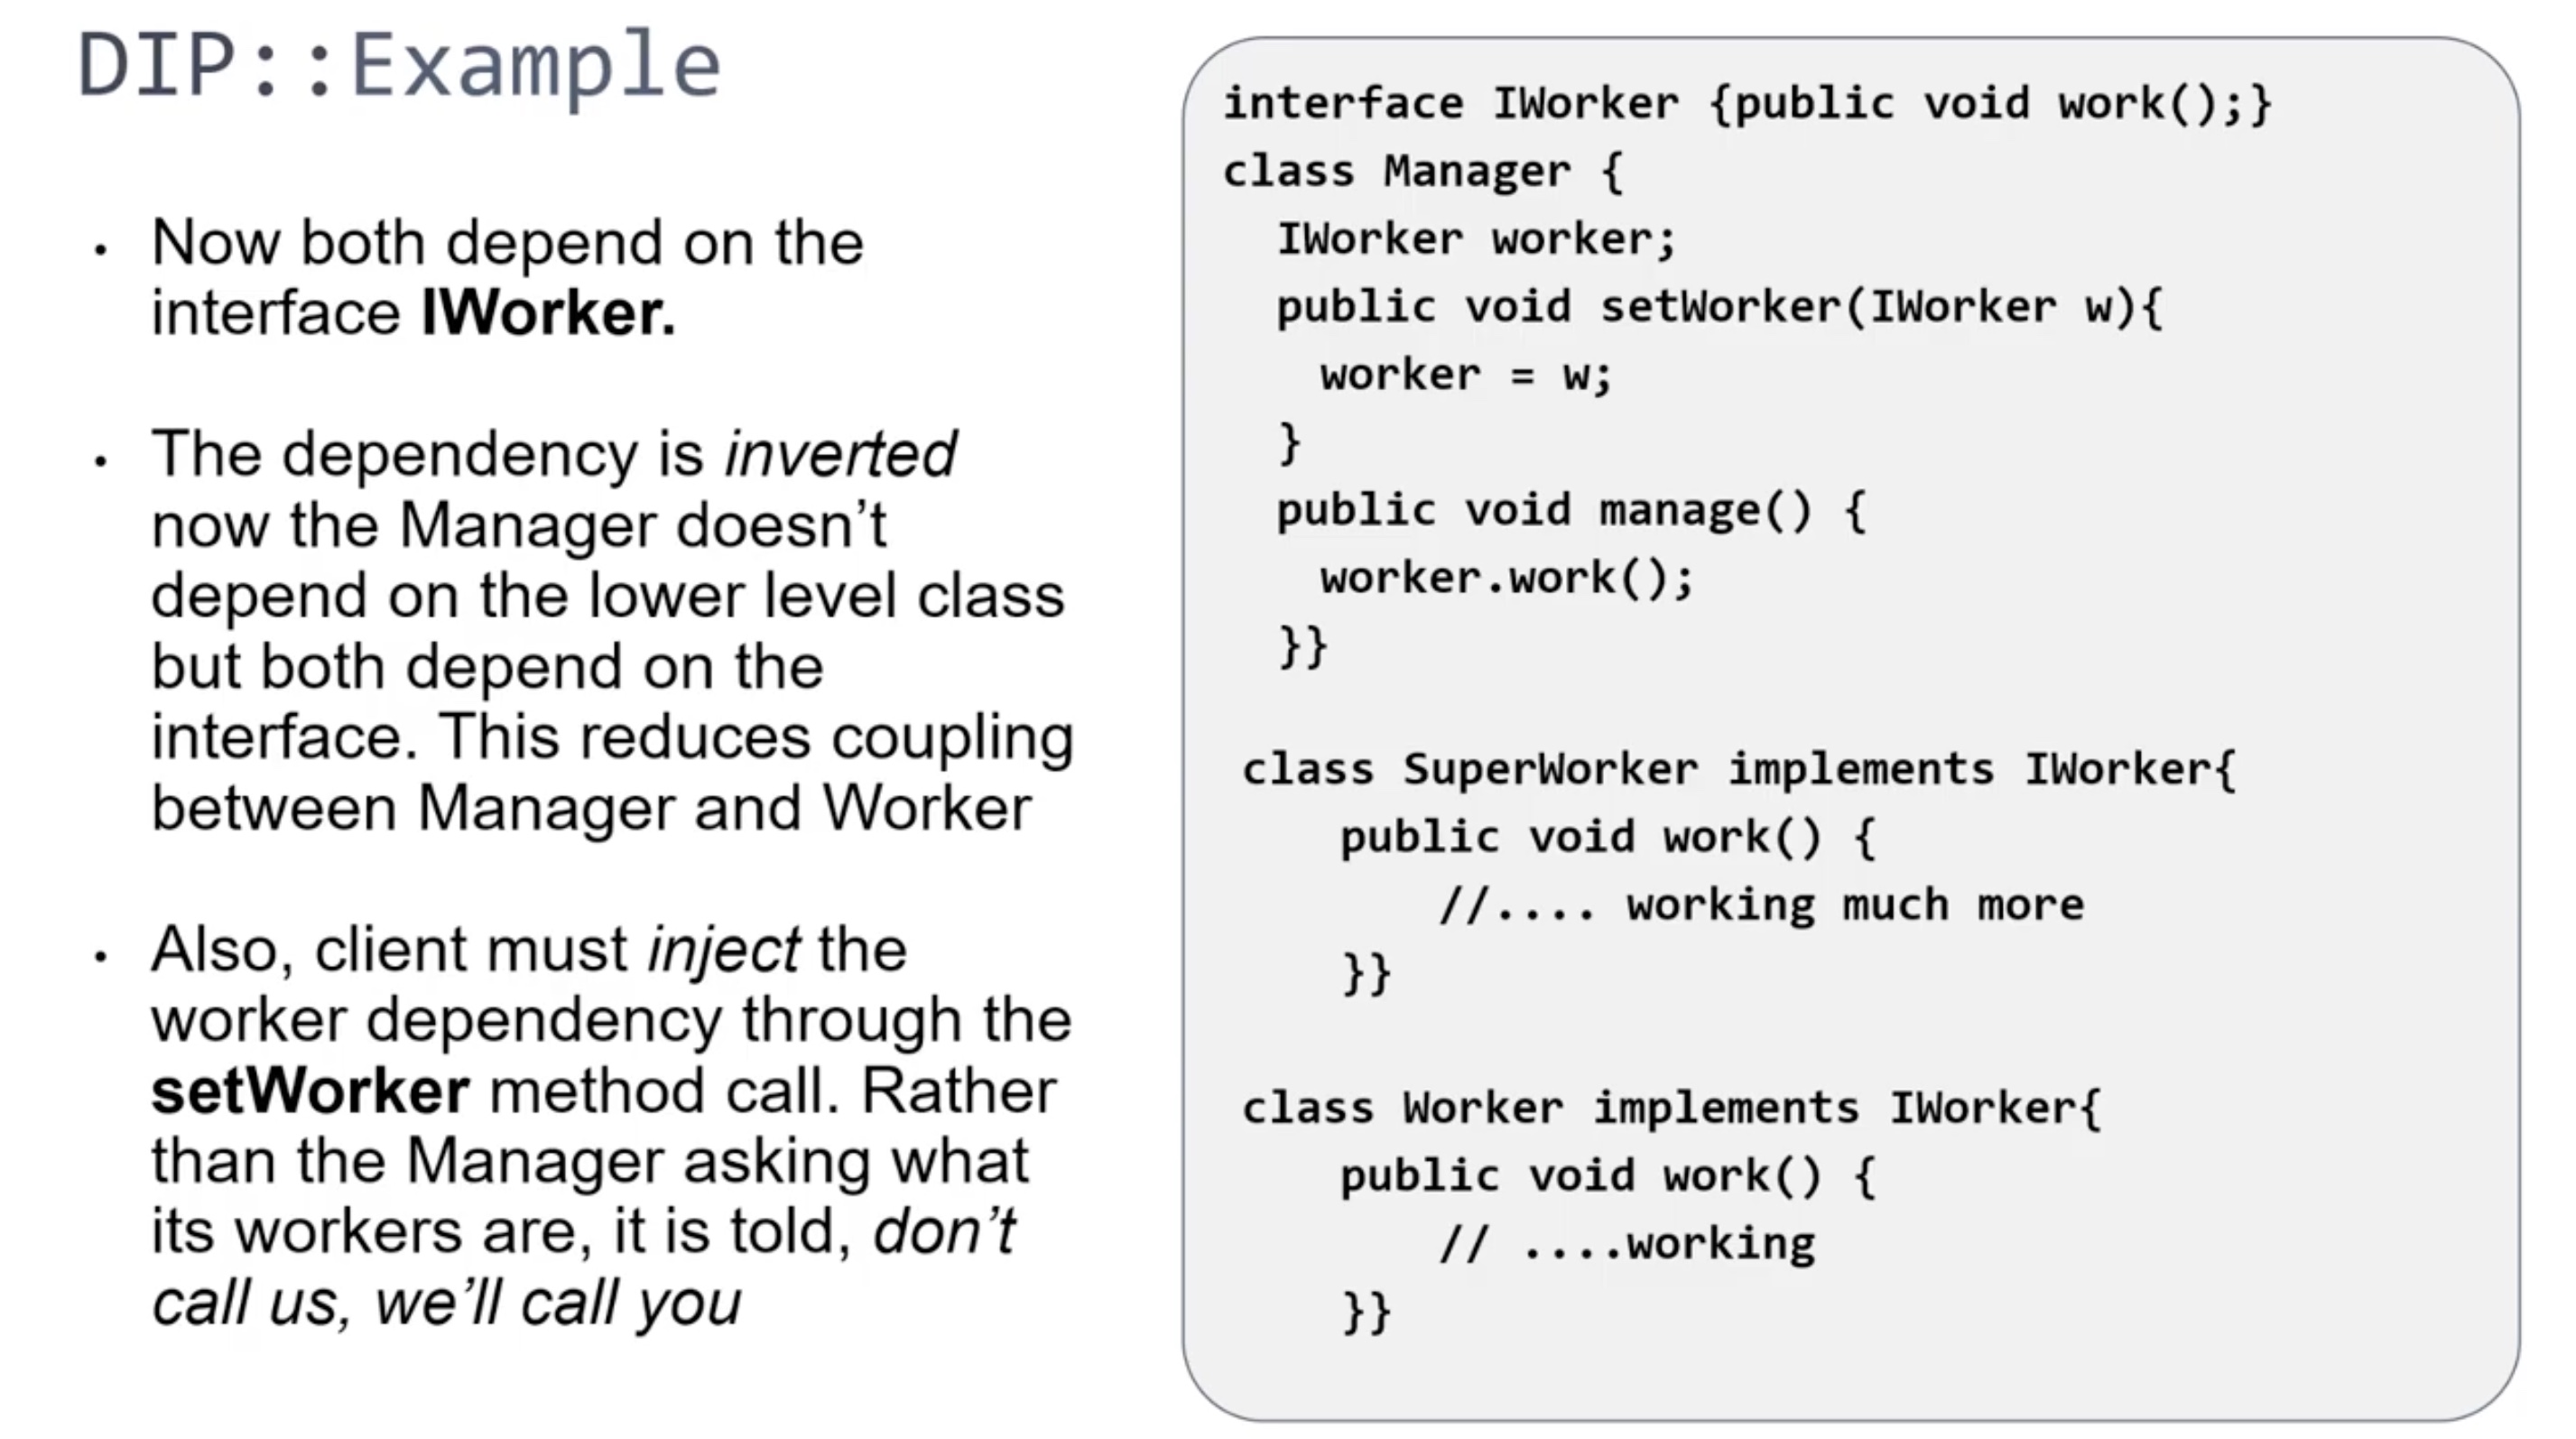 DIP::Example
• Now both depend on the
interface IWorker.
• The dependency is inverted
now the Manager doesn’t
depend on the lower level class
but both depend on the
interface. This reduces coupling
between Manager and Worker
• Also, client must inject the
worker dependency through the
setWorker method call. Rather
than the Manager asking what
its workers are, it is told, don’t
call us, we’ll call you
interface IWorker {public void work();}
class Manager {
IWorker worker;
public void setWorker(IWorker w){
worker = w;
}
public void manage() {
worker.work();
}}
class SuperWorker implements IWorker{
public void work() {
//.... working much more
}}
class Worker implements IWorker{
public void work() {
// ....working
}}